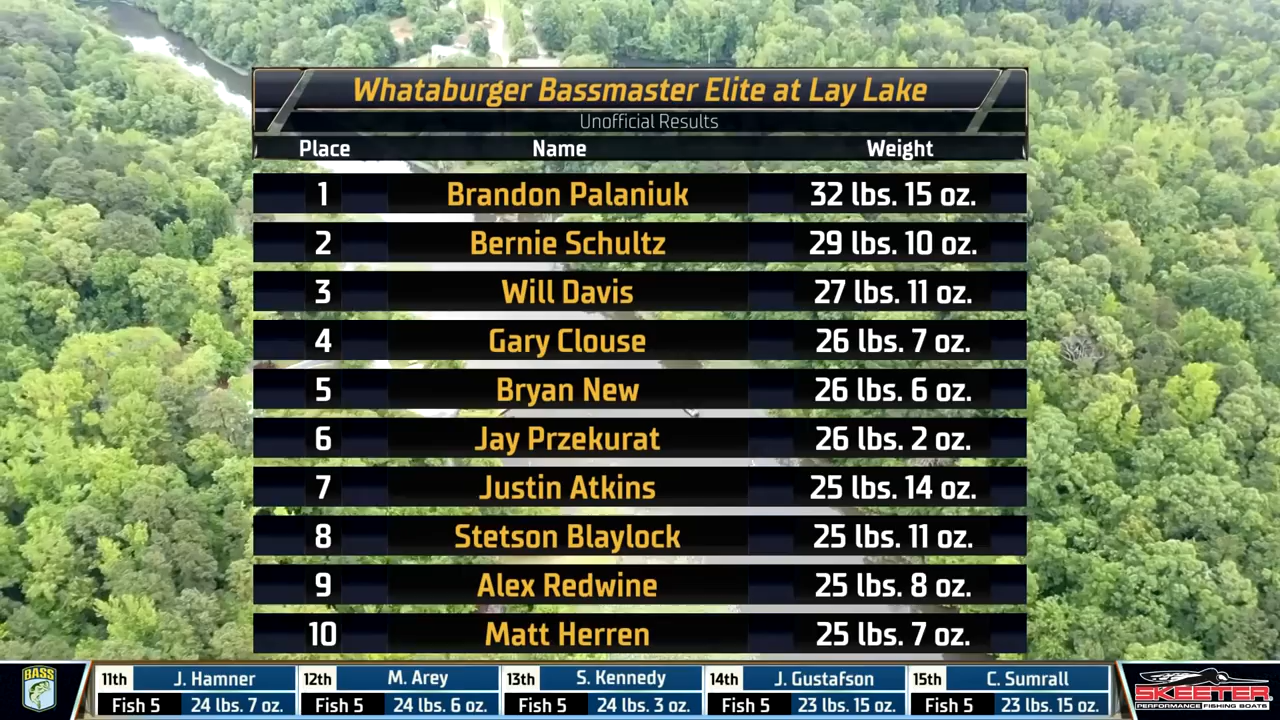 Whataburger Bassmaster Elite at Lay Lake
Unofficial Results
Place Name Weight
1 Brandon Palaniuk 32 lbs. 15 oz.
2 Bernie Schultz 29 lbs. 10 oz.
3 Will Davis 27 lbs. 11 oz.
4 Gary Clouse 26 lbs. 7 oz.
5 Bryan New 26 lbs. 6 oz.
6 Jay Przekurat 26 lbs. 2 oz.
7 Justin Atkins 25 lbs. 14 oz.
8 Stetson Blaylock 25 lbs. 11 oz.
9 Alex Redwine 25 lbs. 8 oz.
10 Matt Herren 25 lbs. 7 oz.
BASS
11th J. Hamner 12th M. Arey 13th S. Kennedy 14th J. Gustafson 15th C. Sumrall
Fish 5 24 lbs. 7 oz. Fish 5 24 lbs. 6 oz. Fish 5 24 lbs. 3 oz. Fish 5 23 lbs. 15 oz. Fish 5 23 lbs. 15 oz.
SKEETER
PERFORMANCE FISHING BOATS